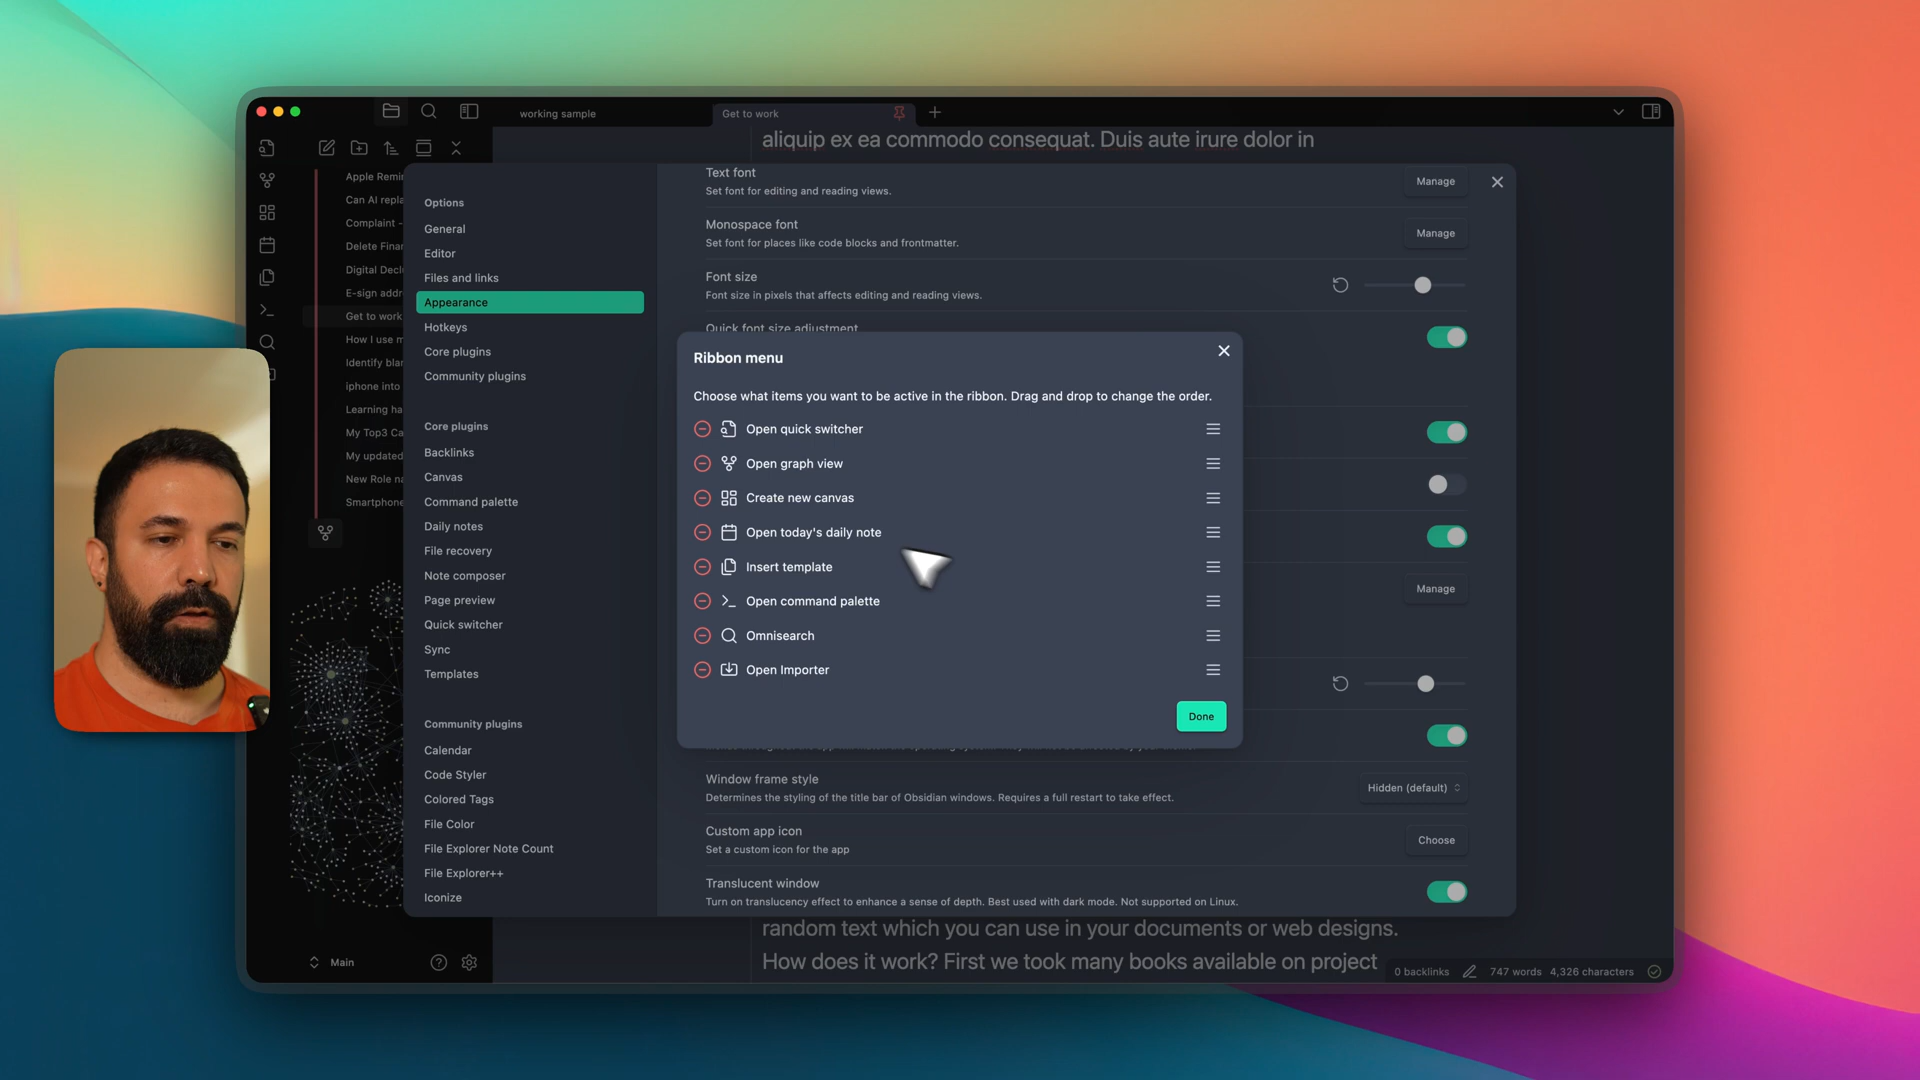 working sample
Get to work
aliquip ex ea commodo consequat. Duis aute irure dolor in
Apple Remin
Can AI repla
Complaint -
Delete Finan
Digital Decl
E-sign addr
Get to work
How I use m
Identify blan
iphone into
Learning ha
My Top3 Ca
My updated
New Role na
Smartphone
Main
Options
General
Editor
Files and links
Appearance
Hotkeys
Core plugins
Community plugins
Core plugins
Backlinks
Canvas
Command palette
Daily notes
File recovery
Note composer
Page preview
Quick switcher
Sync
Templates
Community plugins
Calendar
Code Styler
Colored Tags
File Color
File Explorer Note Count
File Explorer++
Iconize
Text font
Set font for editing and reading views.
Manage
Monospace font
Set font for places like code blocks and frontmatter.
Manage
Font size
Font size in pixels that affects editing and reading views.
Quick font size adjustment
Ribbon menu
Choose what items you want to be active in the ribbon. Drag and drop to change the order.
Open quick switcher
Open graph view
Create new canvas
Open today's daily note
Insert template
Open command palette
Omnisearch
Open Importer
Done
Manage
Window frame style
Determines the styling of the title bar of Obsidian windows. Requires a full restart to take effect.
Hidden (default)
Custom app icon
Set a custom icon for the app
Choose
Translucent window
Turn on translucency effect to enhance a sense of depth. Best used with dark mode. Not supported on Linux.
random text which you can use in your documents or web designs.
How does it work? First we took many books available on project
0 backlinks
747 words
4,326 characters